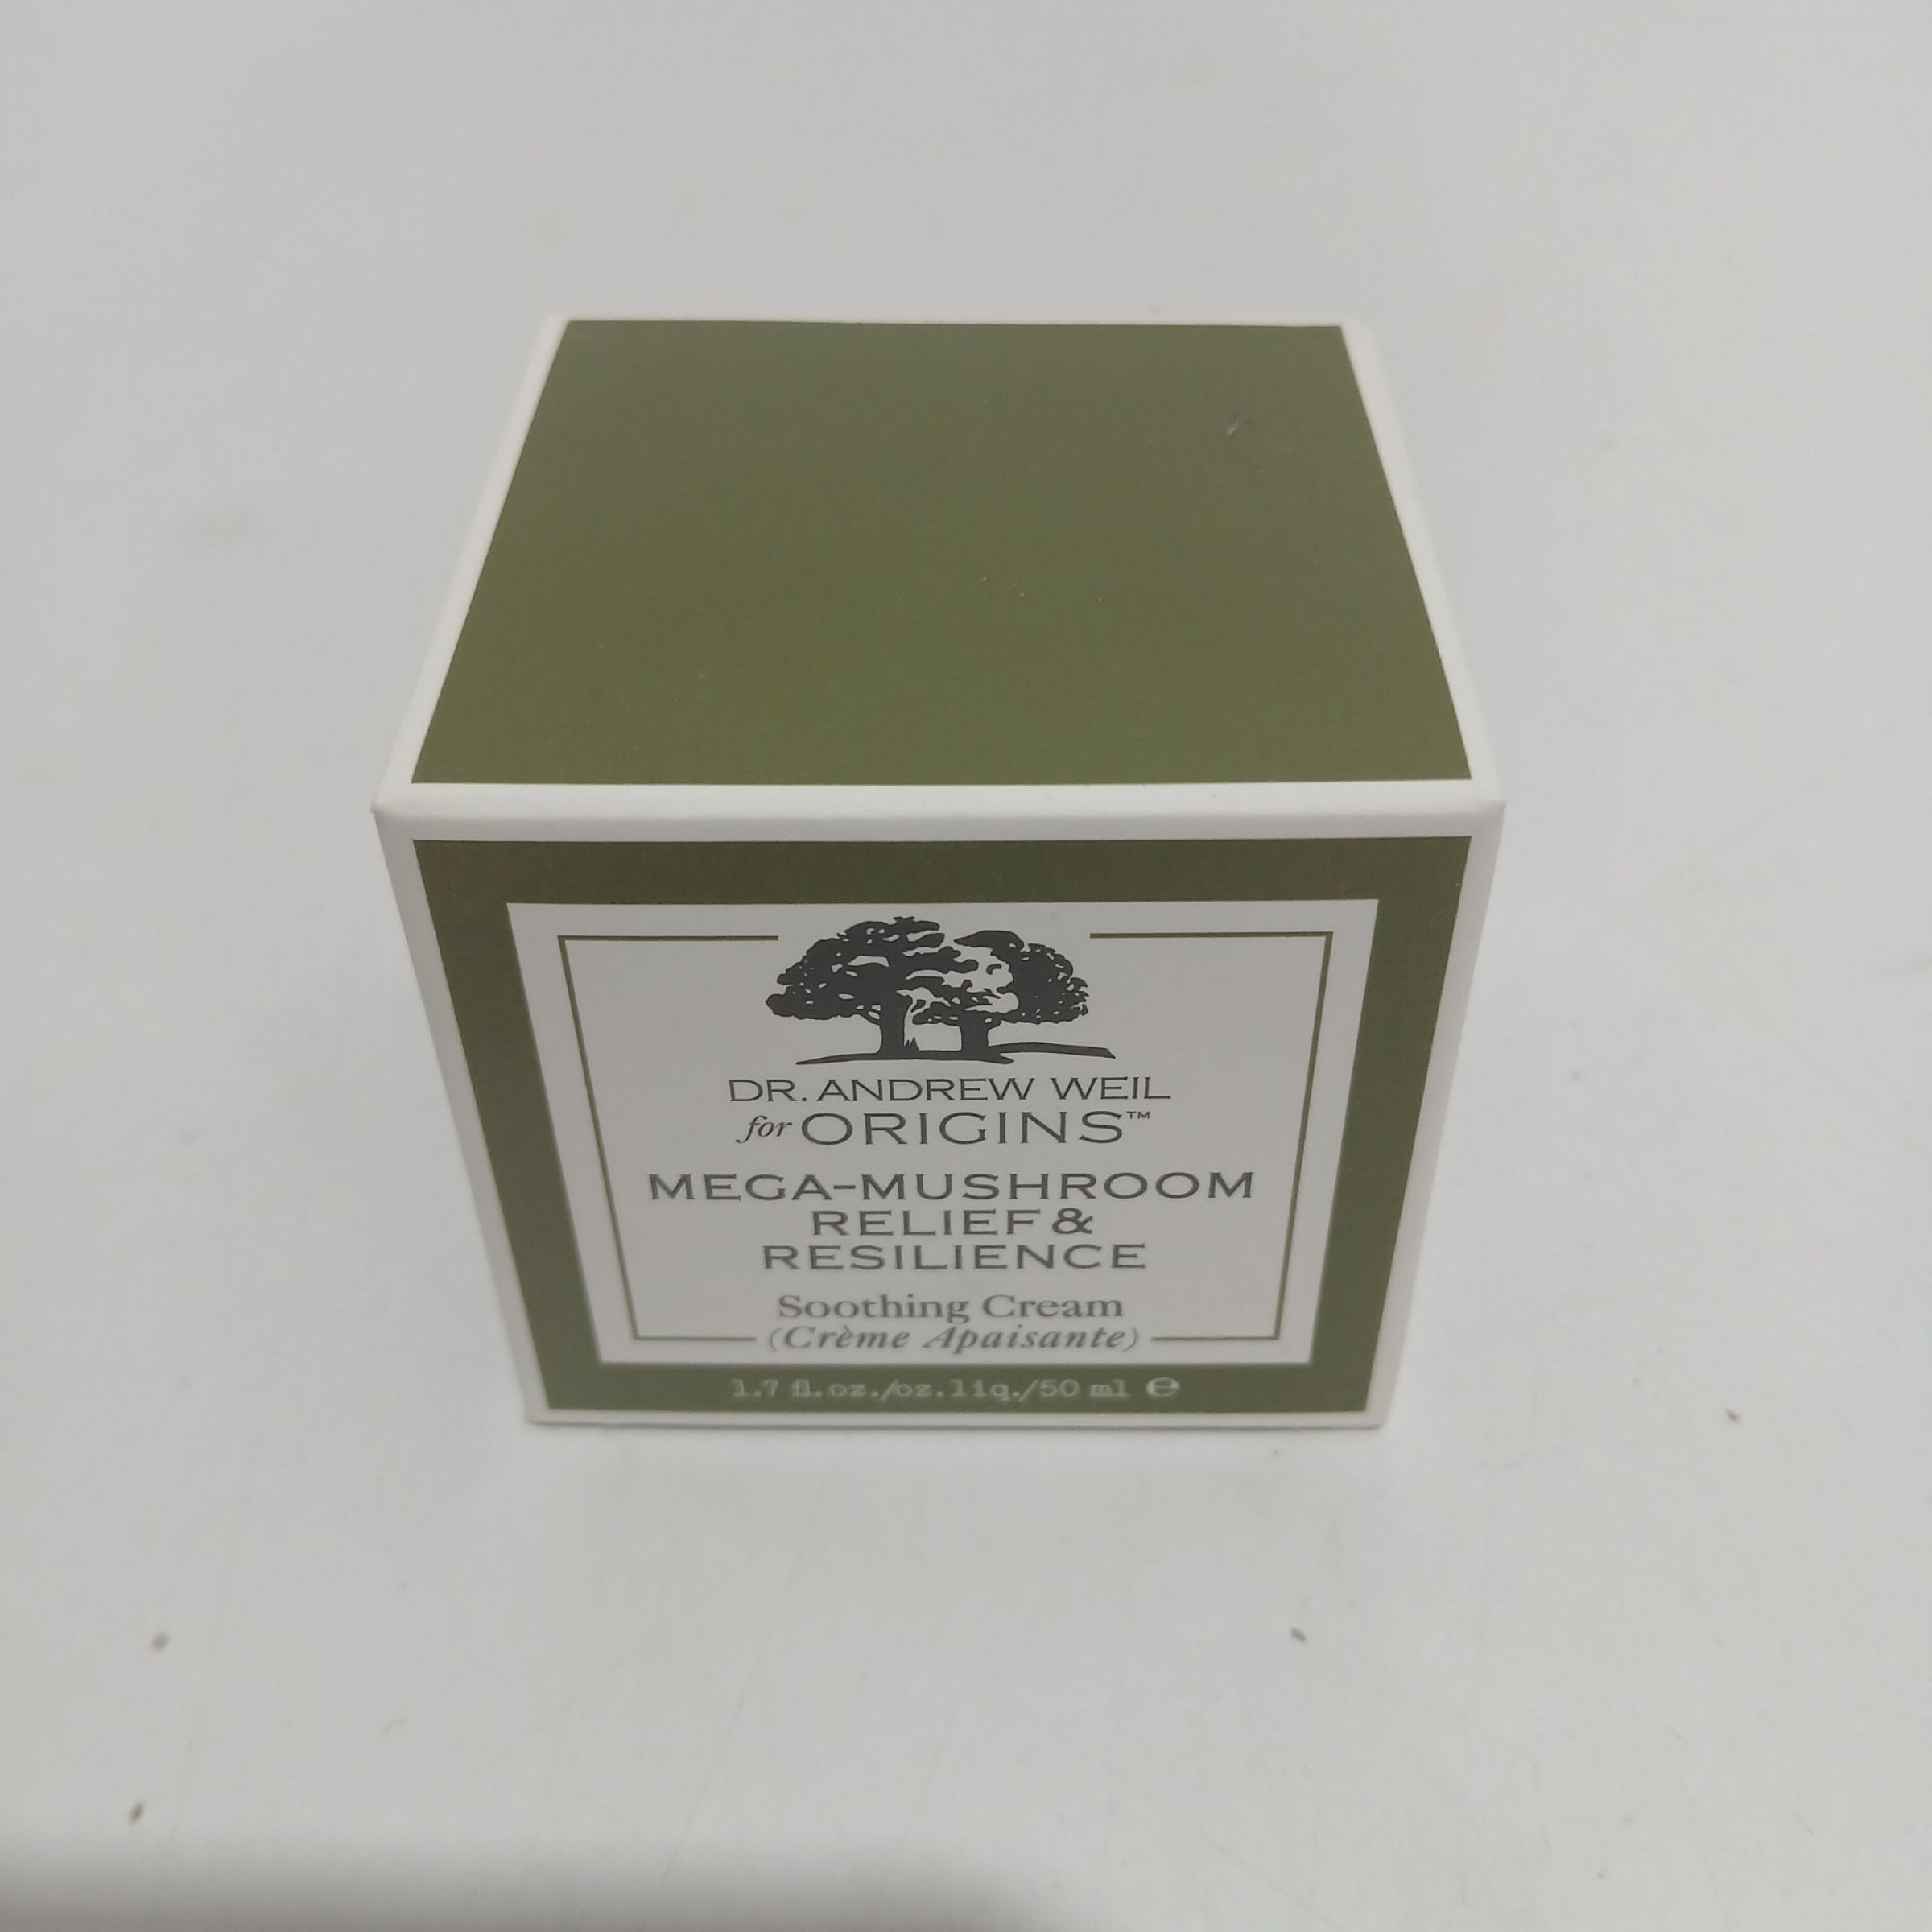 DR. ANDREW WEIL
for ORIGINS™
MEGA-MUSHROOM
RELIEF &
RESILIENCE
Soothing Cream
(Crème Apaisante)
1.7 fl.oz./oz.liq./50 ml ℮